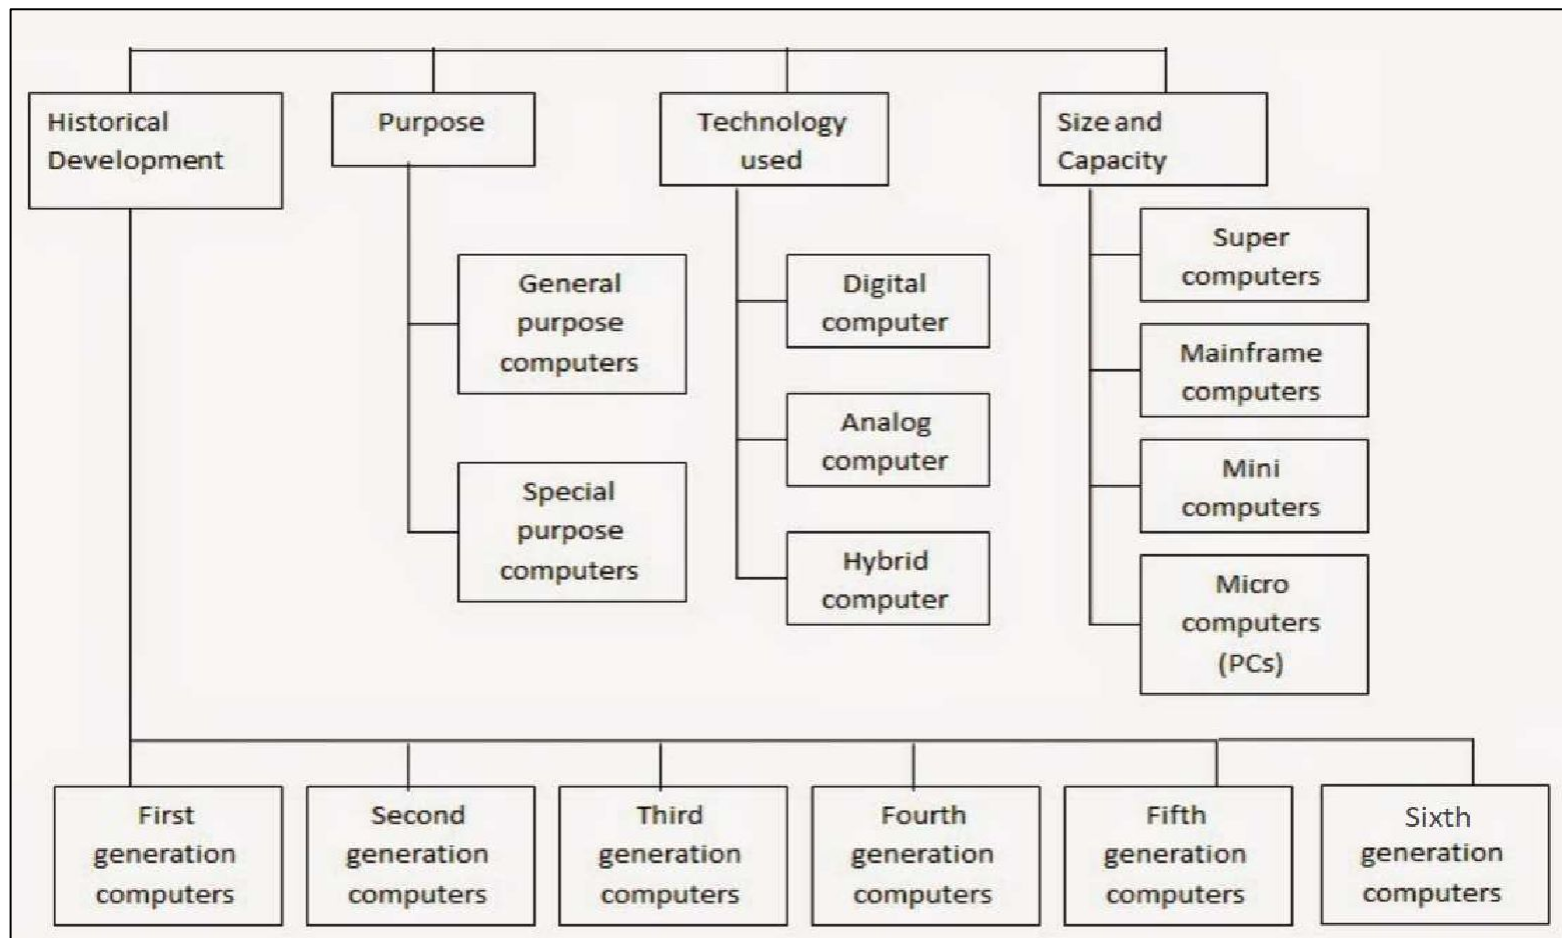 Historical
Development
Purpose
Technology
used
Size and
Capacity
General
purpose
computers
Special
purpose
computers
Digital
computer
Analog
computer
Hybrid
computer
Super
computers
Mainframe
computers
Mini
computers
Micro
computers
(PCs)
First
generation
computers
Second
generation
computers
Third
generation
computers
Fourth
generation
computers
Fifth
generation
computers
Sixth
generation
computers